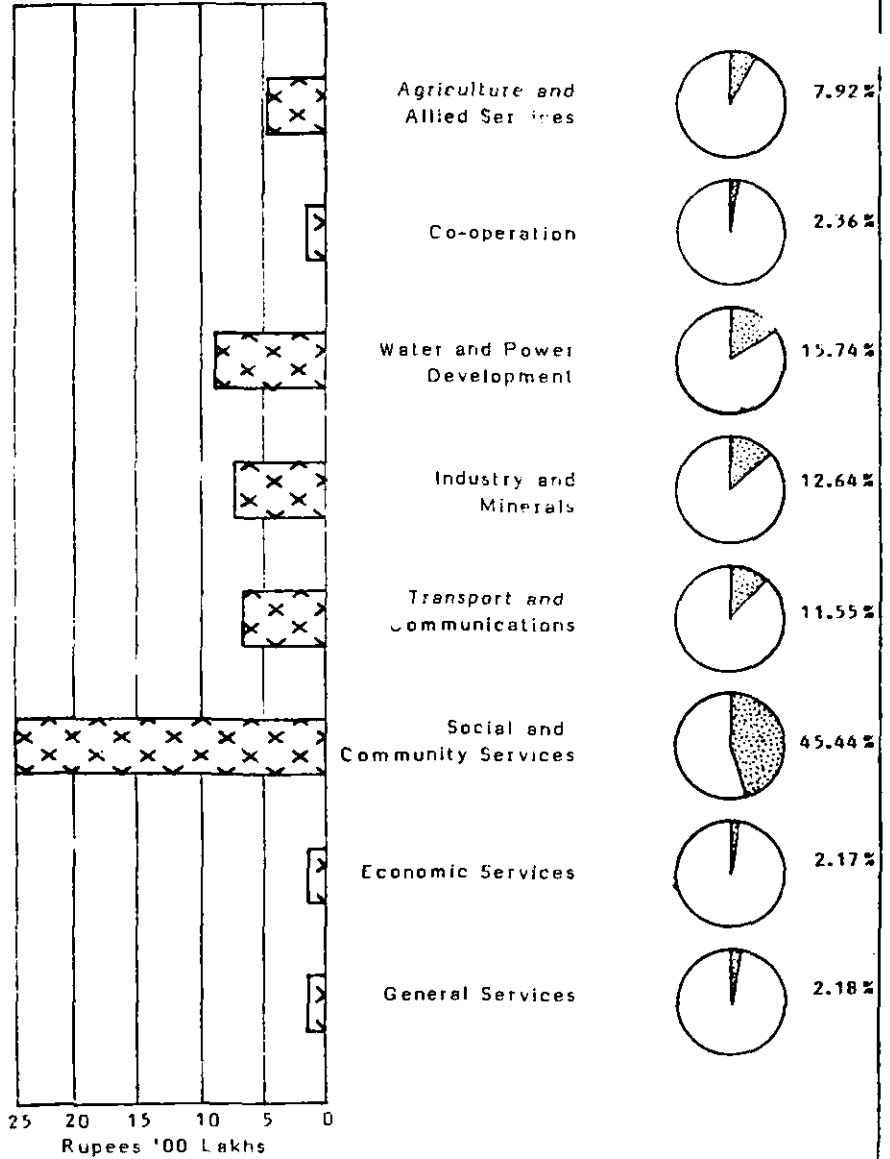 Agriculture and 7.92%
Allied Services
Co-operation 2.36%
Water and Power 15.74%
Development
Industry and 12.64%
Minerals
Transport and 11.55%
Communications
Social and 45.44%
Community Services
Economic Services 2.17%
General Services 2.18%
25 20 15 10 5 0
Rupees '00 Lakhs